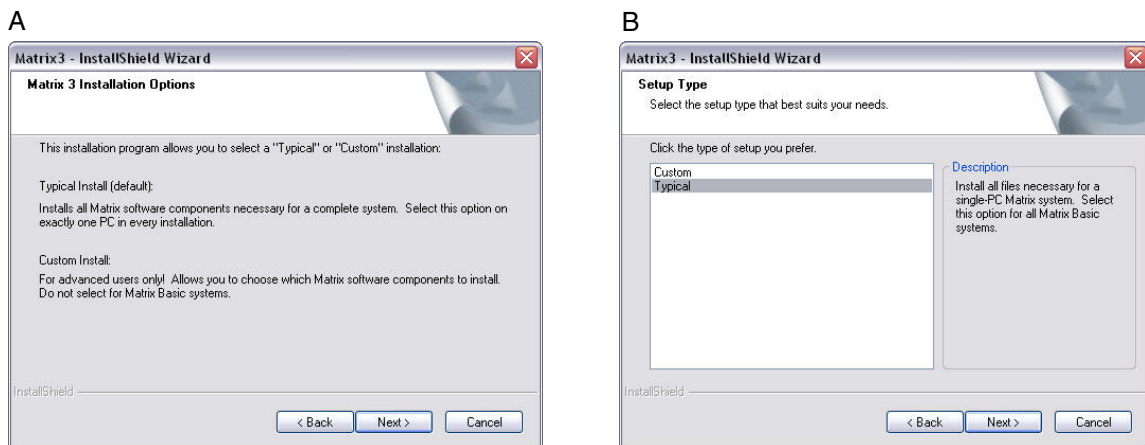 A
Matrix3 - InstallShield Wizard
Matrix 3 Installation Options
This installation program allows you to select a "Typical" or "Custom" installation:
Typical Install (default):
Installs all Matrix software components necessary for a complete system. Select this option on
exactly one PC in every installation.
Custom Install:
For advanced users only! Allows you to choose which Matrix software components to install.
Do not select for Matrix Basic systems.
InstallShield
< Back
Next >
Cancel
B
Matrix3 - InstallShield Wizard
Setup Type
Select the setup type that best suits your needs.
Click the type of setup you prefer.
Custom
Typical
Description
Install all files necessary for a
single-PC Matrix system. Select
this option for all Matrix Basic
systems.
InstallShield
< Back
Next >
Cancel